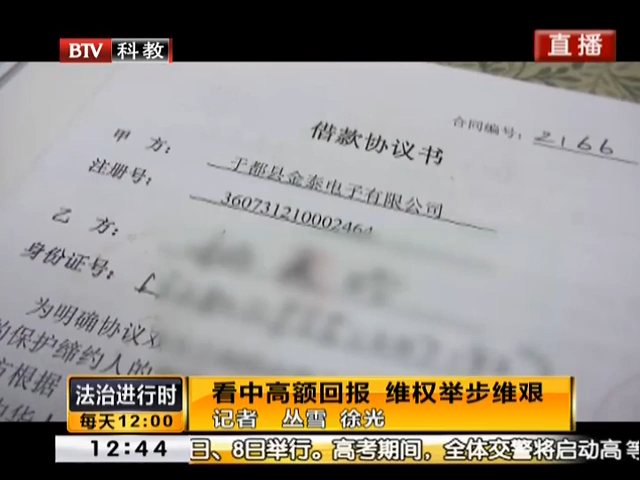 BTV 科教
直播
合同编号: 2166
借款协议书
甲 方: 于都县金泰电子有限公司
注册号: 360731210002464
乙 方:
身份证号:
为明确协议
的保护缔约人的
根据
法治进行时
每天12:00
看中高额回报 维权举步维艰
记者 丛雪 徐光
12:44
日、8日举行。高考期间，全体交警将启动高等